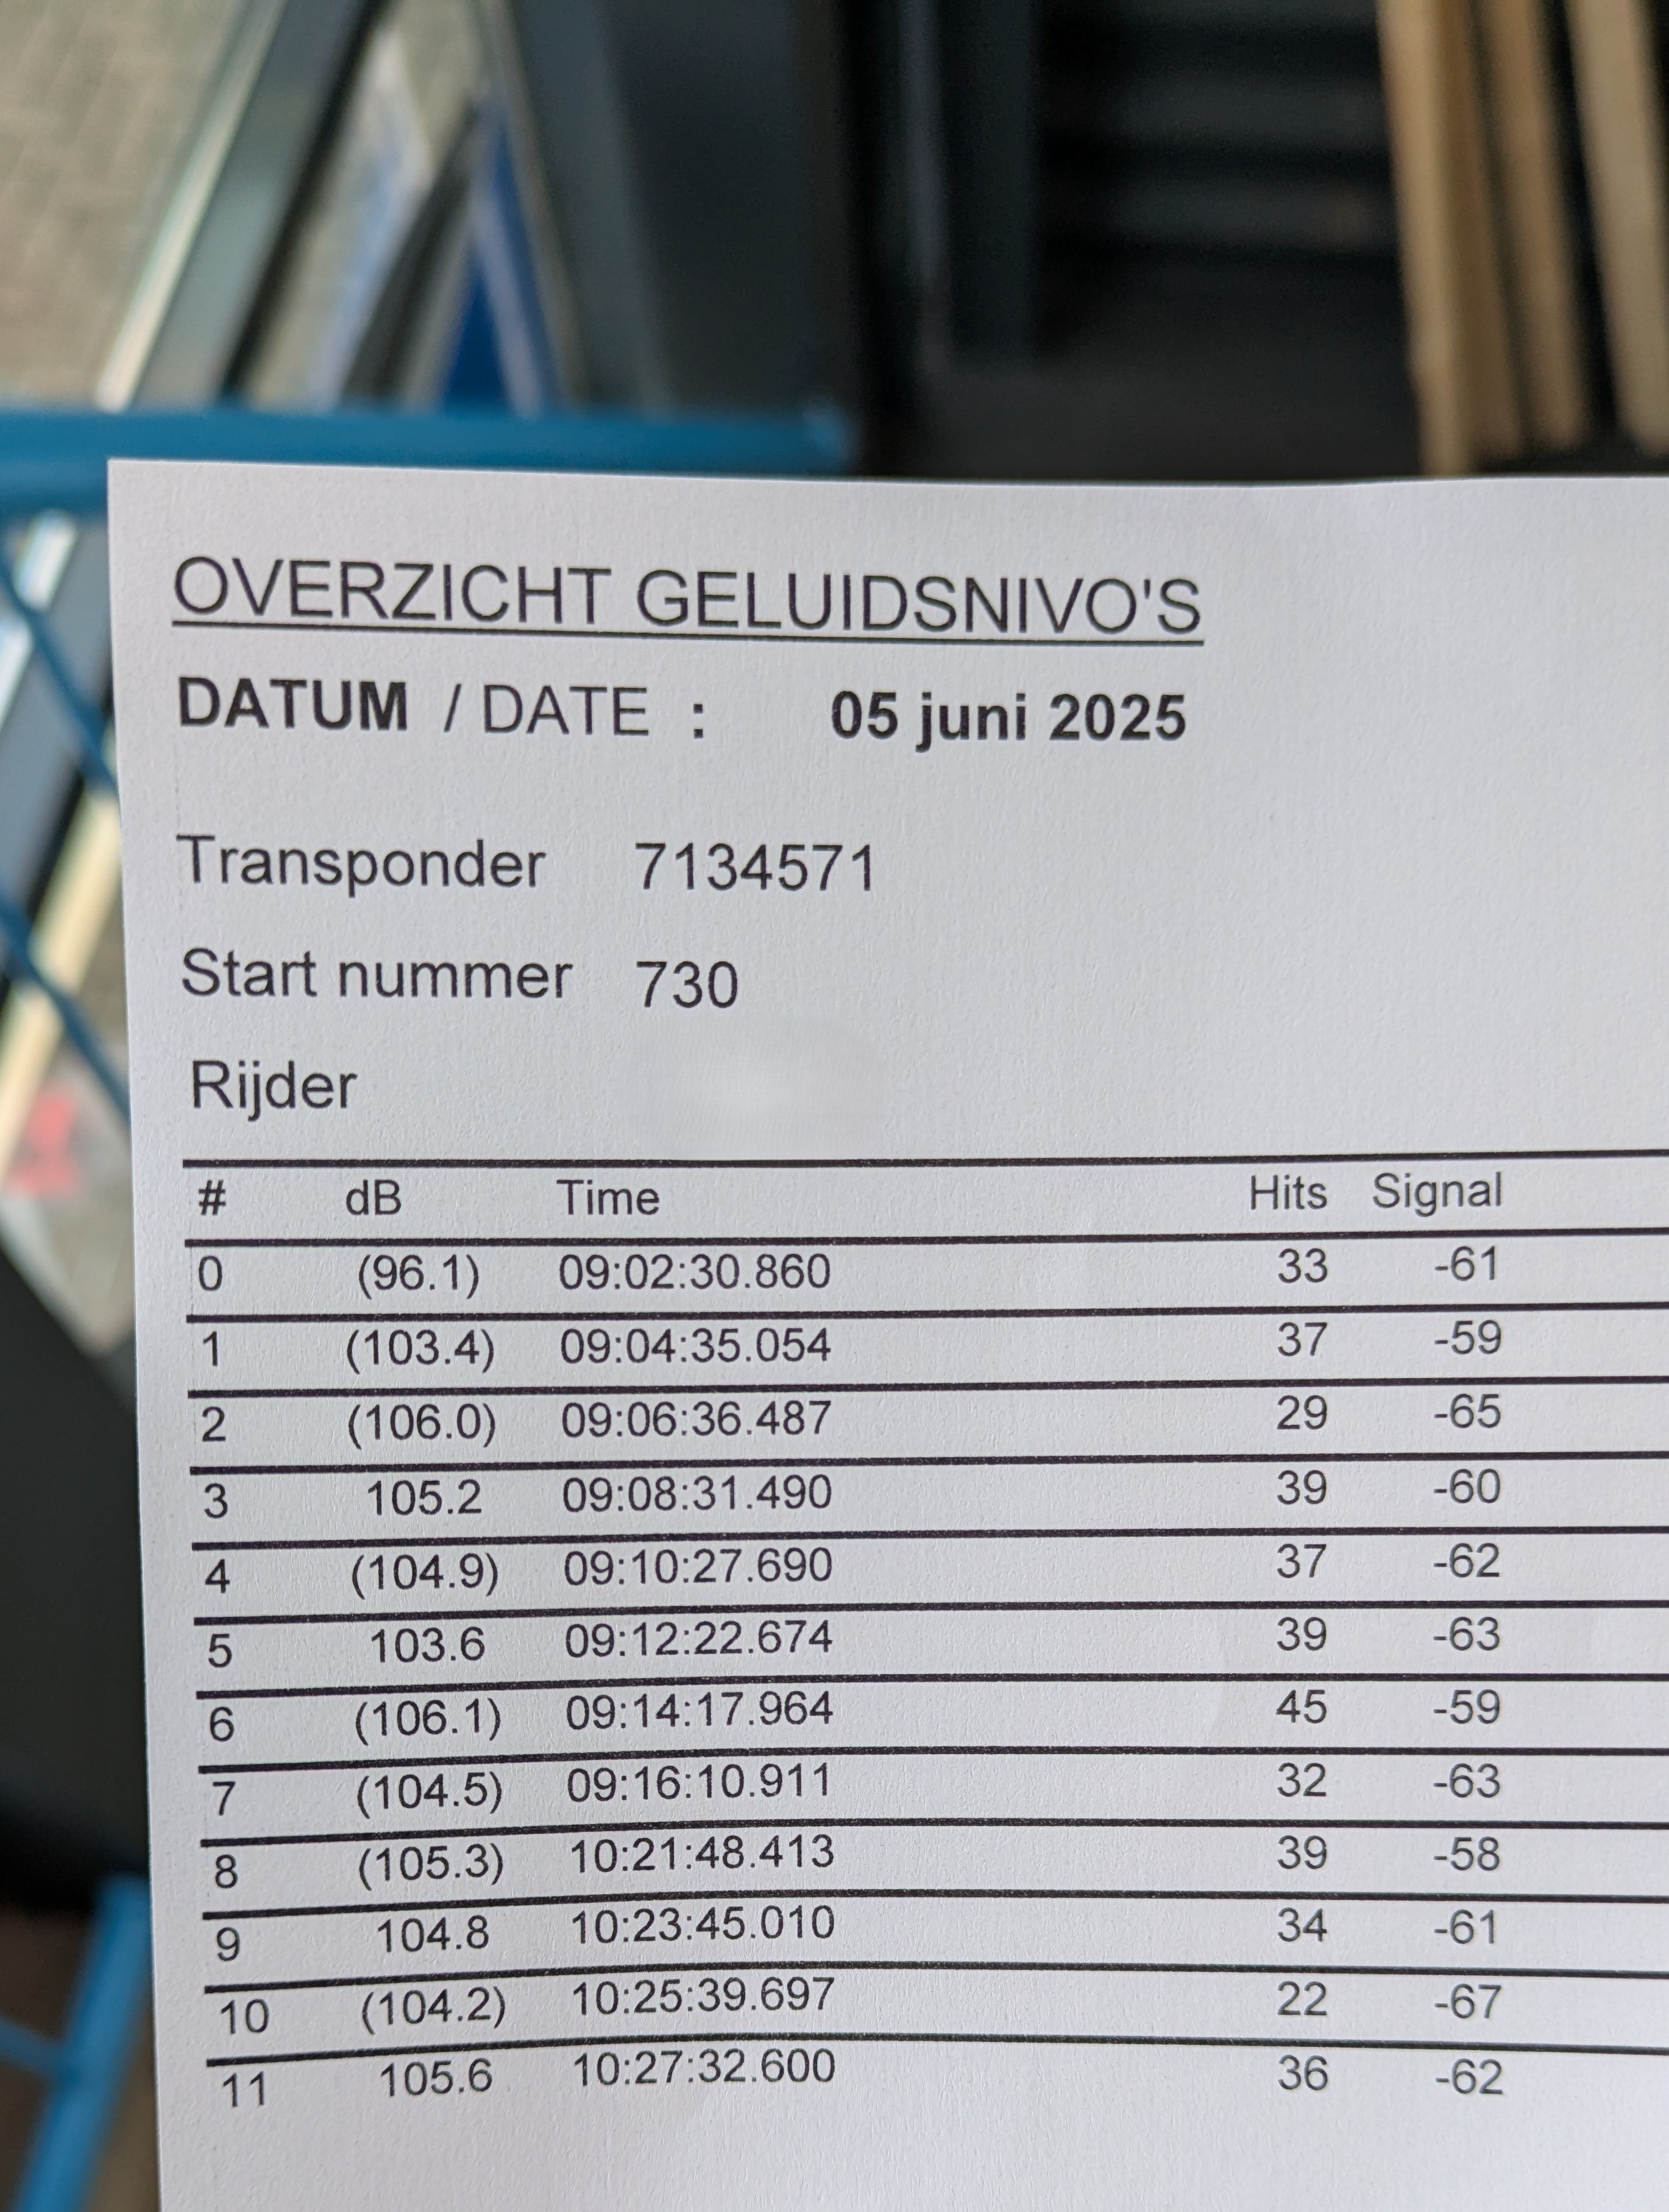 OVERZICHT GELUIDSNIVO'S
DATUM / DATE : 05 juni 2025
Transponder 7134571
Start nummer 730
Rijder
# dB Time Hits Signal
0 (96.1) 09:02:30.860 33 -61
1 (103.4) 09:04:35.054 37 -59
2 (106.0) 09:06:36.487 29 -65
3 105.2 09:08:31.490 39 -60
4 (104.9) 09:10:27.690 37 -62
5 103.6 09:12:22.674 39 -63
6 (106.1) 09:14:17.964 45 -59
7 (104.5) 09:16:10.911 32 -63
8 (105.3) 10:21:48.413 39 -58
9 104.8 10:23:45.010 34 -61
10 (104.2) 10:25:39.697 22 -67
11 105.6 10:27:32.600 36 -62